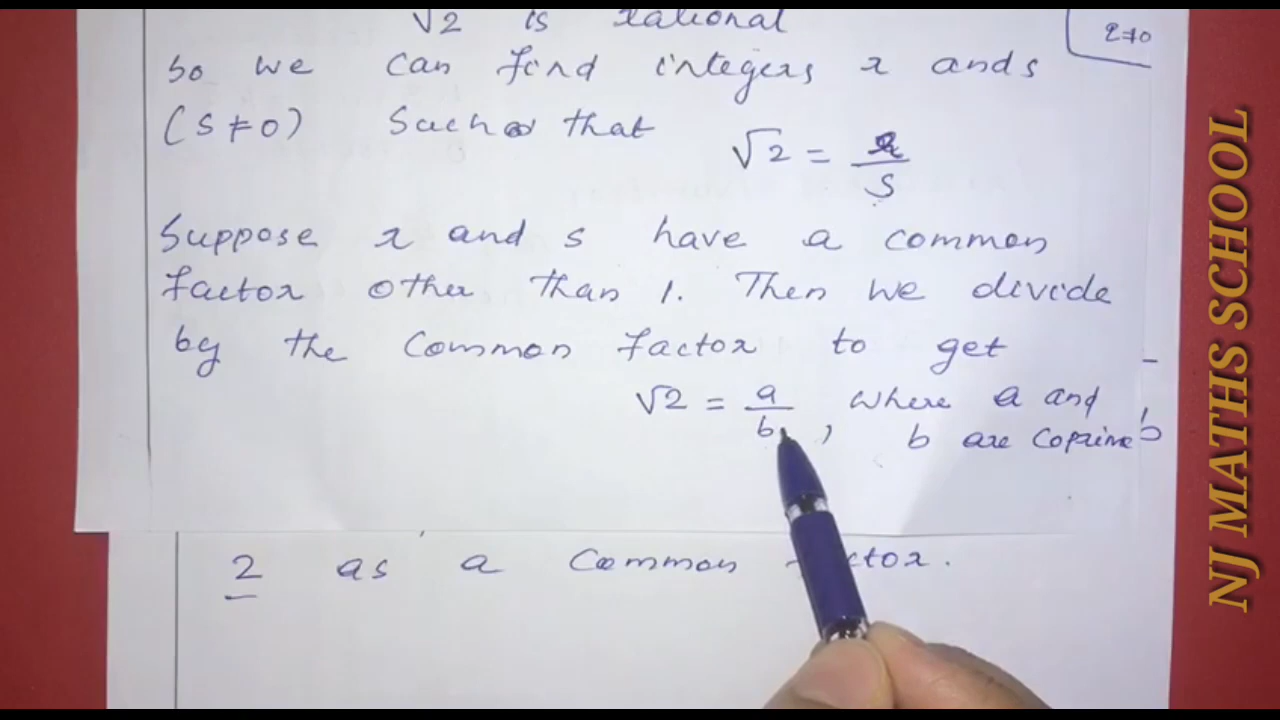 √2 is rational
q≠0
So we can find integers r and s
(s ≠ 0) Such that √2 = r/s
Suppose r and s have a common
factor other than 1. Then we divide
by the common factor to get
√2 = a/b, where a and
b are coprime
b
2 as a common
NJ MATHS SCHOOL